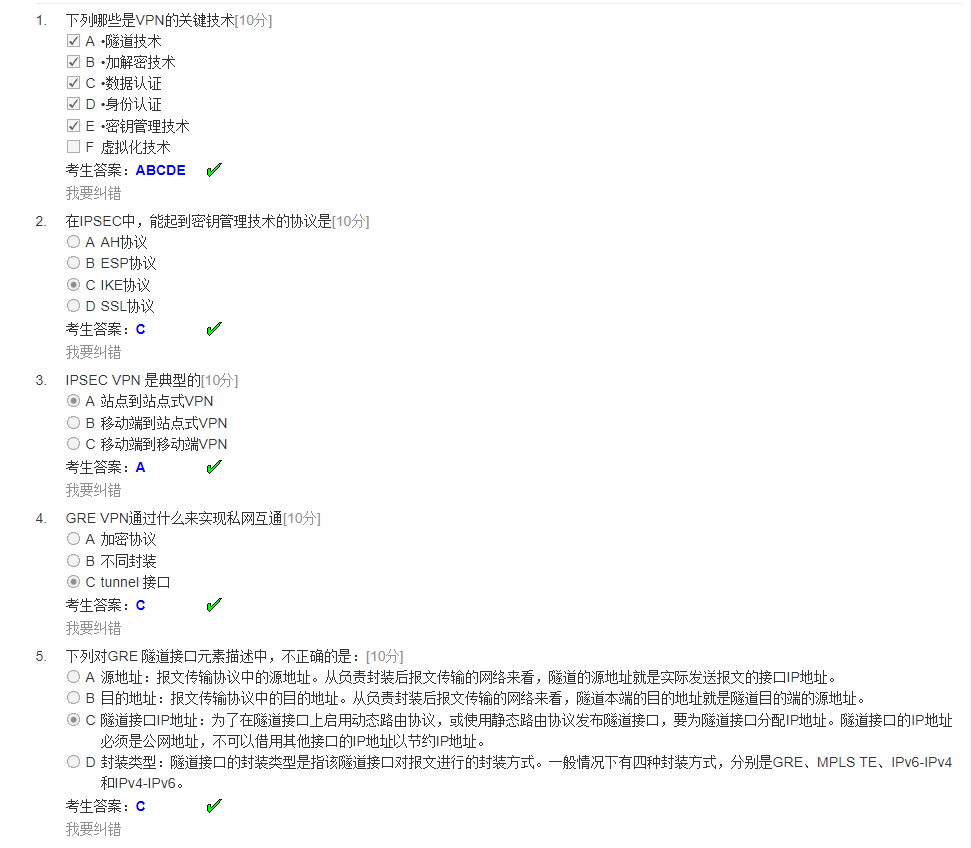 1. 下列哪些是VPN的关键技术[10分]
A •隧道技术
B •加解密技术
C •数据认证
D •身份认证
E •密钥管理技术
F 虚拟化技术
考生答案：ABCDE
我要纠错
2. 在IPSEC中，能起到密钥管理技术的协议是[10分]
A AH协议
B ESP协议
C IKE协议
D SSL协议
考生答案：C
我要纠错
3. IPSEC VPN 是典型的[10分]
A 站点到站点式VPN
B 移动端到站点式VPN
C 移动端到移动端VPN
考生答案：A
我要纠错
4. GRE VPN通过什么来实现私网互通[10分]
A 加密协议
B 不同封装
C tunnel 接口
考生答案：C
我要纠错
5. 下列对GRE 隧道接口元素描述中，不正确的是：[10分]
A 源地址：报文传输协议中的源地址。从负责封装后报文传输的网络来看，隧道的源地址就是实际发送报文的接口IP地址。
B 目的地址：报文传输协议中的目的地址。从负责封装后报文传输的网络来看，隧道本端的目的地址就是隧道目的端的源地址。
C 隧道接口IP地址：为了在隧道接口上启用动态路由协议，或使用静态路由协议发布隧道接口，要为隧道接口分配IP地址。隧道接口的IP地址
必须是公网地址，不可以借用其他接口的IP地址以节约IP地址。
D 封装类型：隧道接口的封装类型是指该隧道接口对报文进行的封装方式。一般情况下有四种封装方式，分别是GRE、MPLS TE、IPv6-IPv4
和IPv4-IPv6。
考生答案：C
我要纠错